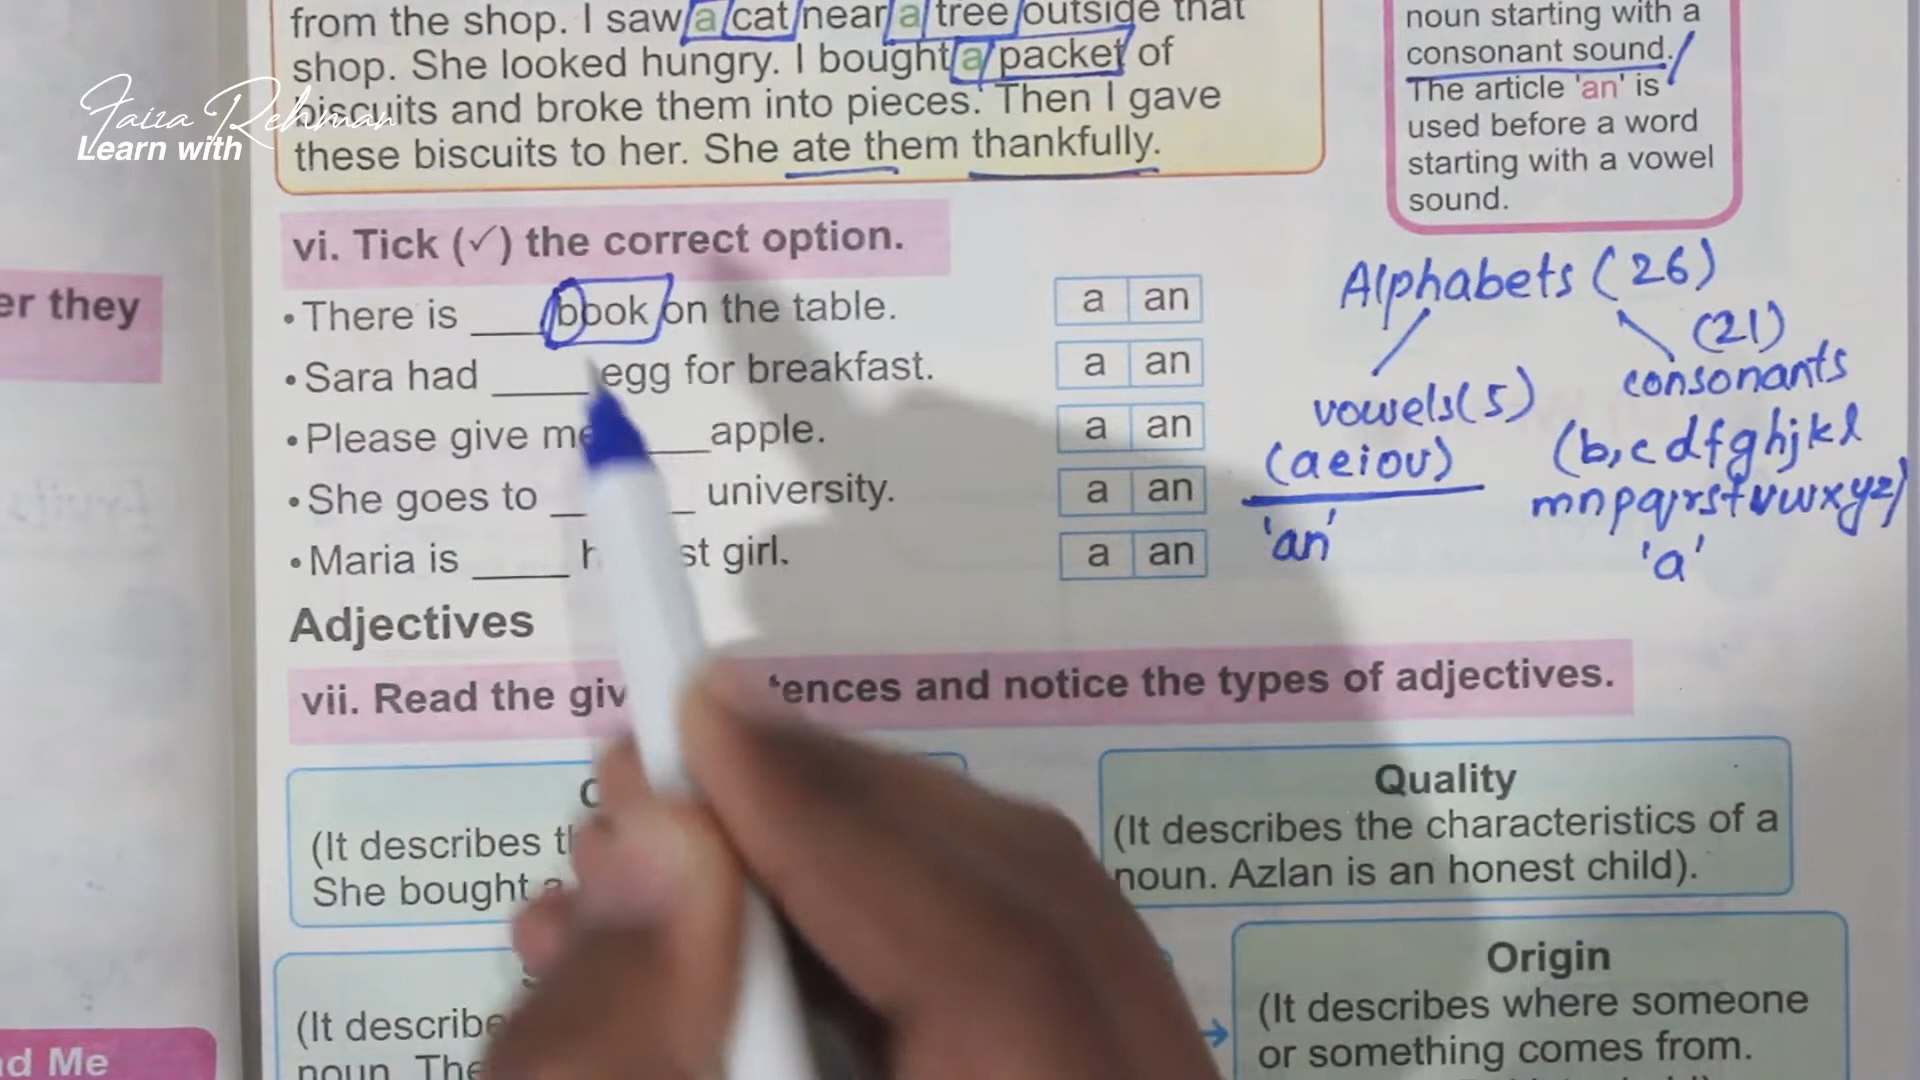 from the shop. I saw a cat near a tree outside that
shop. She looked hungry. I bought a packet of
biscuits and broke them into pieces. Then I gave
these biscuits to her. She ate them thankfully.
Faiza Rehman
Learn with
noun starting with a
consonant sound.
The article 'an' is
used before a word
starting with a vowel
sound.
er they
vi. Tick (✓) the correct option.
• There is ____ book on the table. a an
• Sara had ____ egg for breakfast. a an
• Please give me ____ apple. a an
• She goes to ____ university. a an
• Maria is ____ st girl. a an
Alphabets (26)
vowels(5)
(aeiou)
'an'
(21)
consonants
(b,c d f g h j k l
m n p q r s t v w x y z)
'a'
Adjectives
vii. Read the giv ences and notice the types of adjectives.
(It describes
She bought
Quality
(It describes the characteristics of a
noun. Azlan is an honest child).
(It describe
noun. The
Origin
(It describes where someone
or something comes from.
d Me